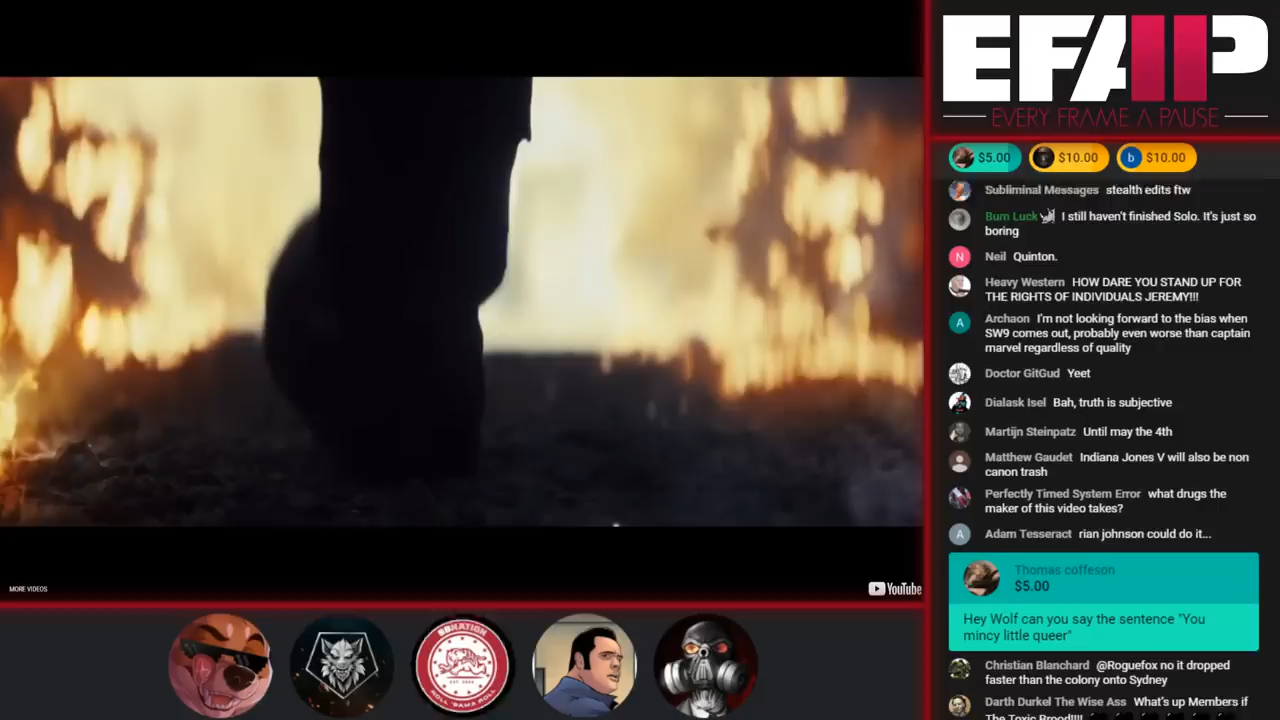 EFAP
EVERY FRAME A PAUSE
$5.00
$10.00
b $10.00
Subliminal Messages stealth edits ftw
Bum Luck I still haven't finished Solo. It's just so
boring
N Neil Quinton.
Heavy Western HOW DARE YOU STAND UP FOR
THE RIGHTS OF INDIVIDUALS JEREMY!!!
A Archaon I'm not looking forward to the bias when
SW9 comes out, probably even worse than captain
marvel regardless of quality
Doctor GitGud Yeet
Dialask Isel Bah, truth is subjective
Martijn Steinpatz Until may the 4th
Matthew Gaudet Indiana Jones V will also be non
canon trash
Perfectly Timed System Error what drugs the
maker of this video takes?
A Adam Tesseract rian johnson could do it...
Thomas coffeson
$5.00
Hey Wolf can you say the sentence "You
mincy little queer"
Christian Blanchard @Roguefox no it dropped
faster than the colony onto Sydney
Darth Durkel The Wise Ass What's up Members if
The Toxic Brood!!!!
MORE VIDEOS
YouTube
BBNATION
ROLL 'BAMA ROLL